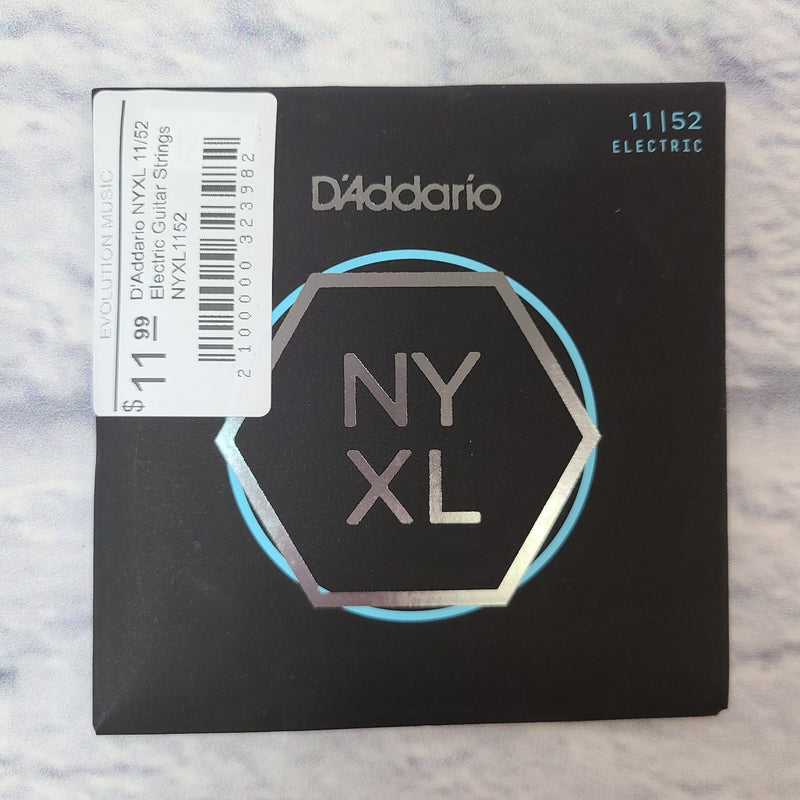 EVOLUTION MUSIC
D'Addario NYXL 11/52
Electric Guitar Strings
NYXL1152
$11 99
2 100000 323982
11|52
ELECTRIC
D'Addario
NY
XL